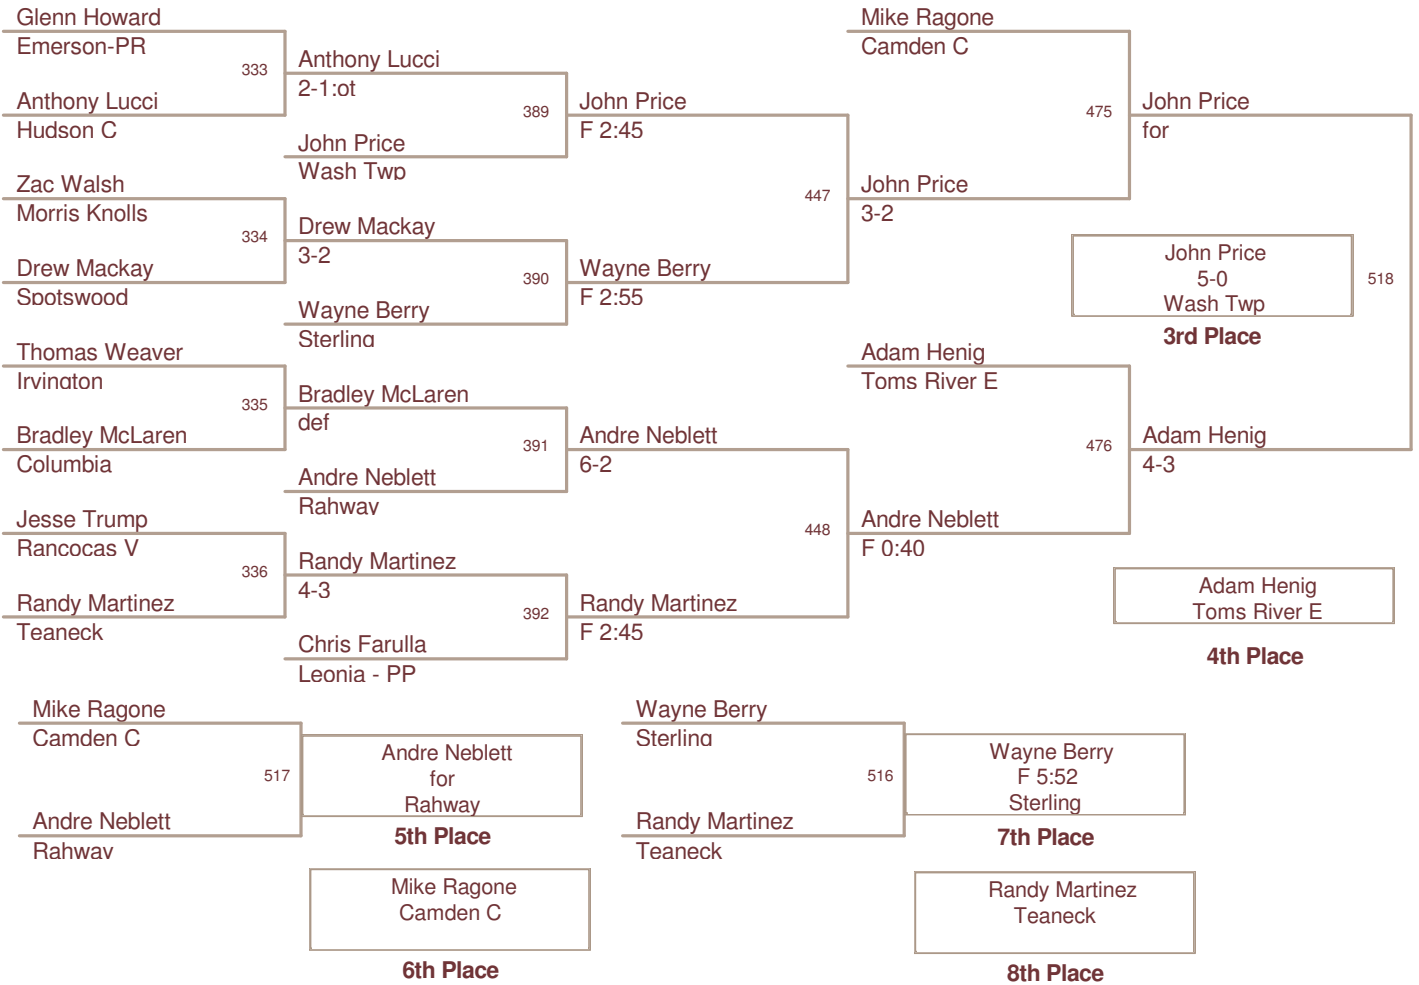 Glenn Howard
Emerson-PR
333
Anthony Lucci
Hudson C
Anthony Lucci
2-1:ot
389
John Price
Wash Twp
John Price
F 2:45
Zac Walsh
Morris Knolls
334
Drew Mackay
Spotswood
Drew Mackay
3-2
390
Wayne Berry
Sterling
Wayne Berry
F 2:55
447
John Price
3-2
Mike Ragone
Camden C
475
John Price
for
Thomas Weaver
Irvington
335
Bradley McLaren
Columbia
Bradley McLaren
def
391
Andre Neblett
Rahway
Andre Neblett
6-2
Jesse Trump
Rancocas V
336
Randy Martinez
Teaneck
Randy Martinez
4-3
392
Chris Farulla
Leonia - PP
Randy Martinez
F 2:45
448
Andre Neblett
F 0:40
Adam Henig
Toms River E
476
Adam Henig
4-3
John Price
5-0
Wash Twp
518
3rd Place
Adam Henig
Toms River E
4th Place
Mike Ragone
Camden C
517
Andre Neblett
Rahway
Andre Neblett
for
Rahway
5th Place
Mike Ragone
Camden C
6th Place
Wayne Berry
Sterling
516
Randy Martinez
Teaneck
Wayne Berry
F 5:52
Sterling
7th Place
Randy Martinez
Teaneck
8th Place